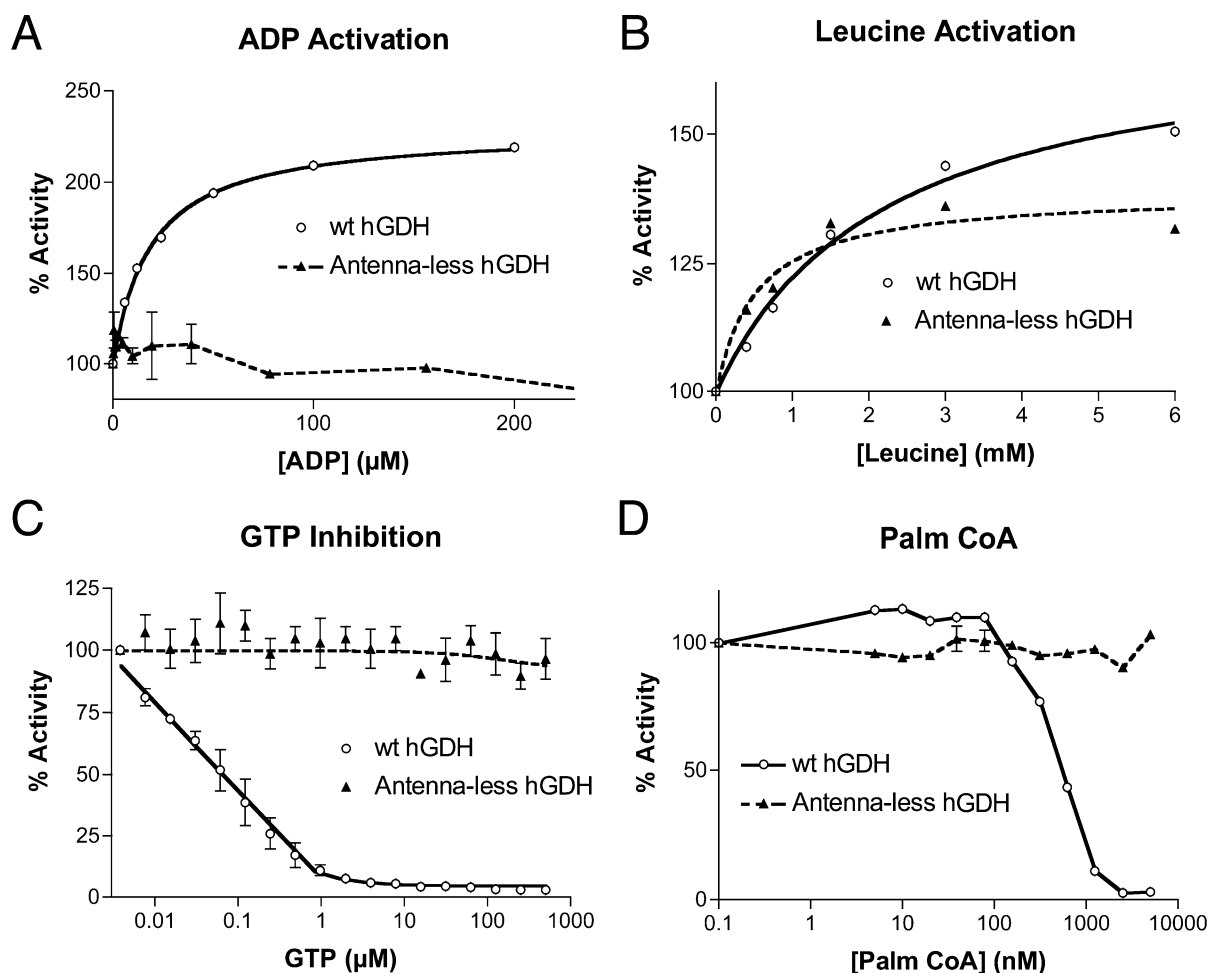 A
ADP Activation
% Activity
250
200
150
100
0
100
200
[ADP] (µM)
wt hGDH
Antenna-less hGDH
B
Leucine Activation
% Activity
150
125
100
0
1
2
3
4
5
6
[Leucine] (mM)
wt hGDH
Antenna-less hGDH
C
GTP Inhibition
% Activity
125
100
75
50
25
0
0.01
0.1
1
10
100
1000
GTP (µM)
wt hGDH
Antenna-less hGDH
D
Palm CoA
% Activity
100
50
0
0.1
1
10
100
1000
10000
[Palm CoA] (nM)
wt hGDH
Antenna-less hGDH